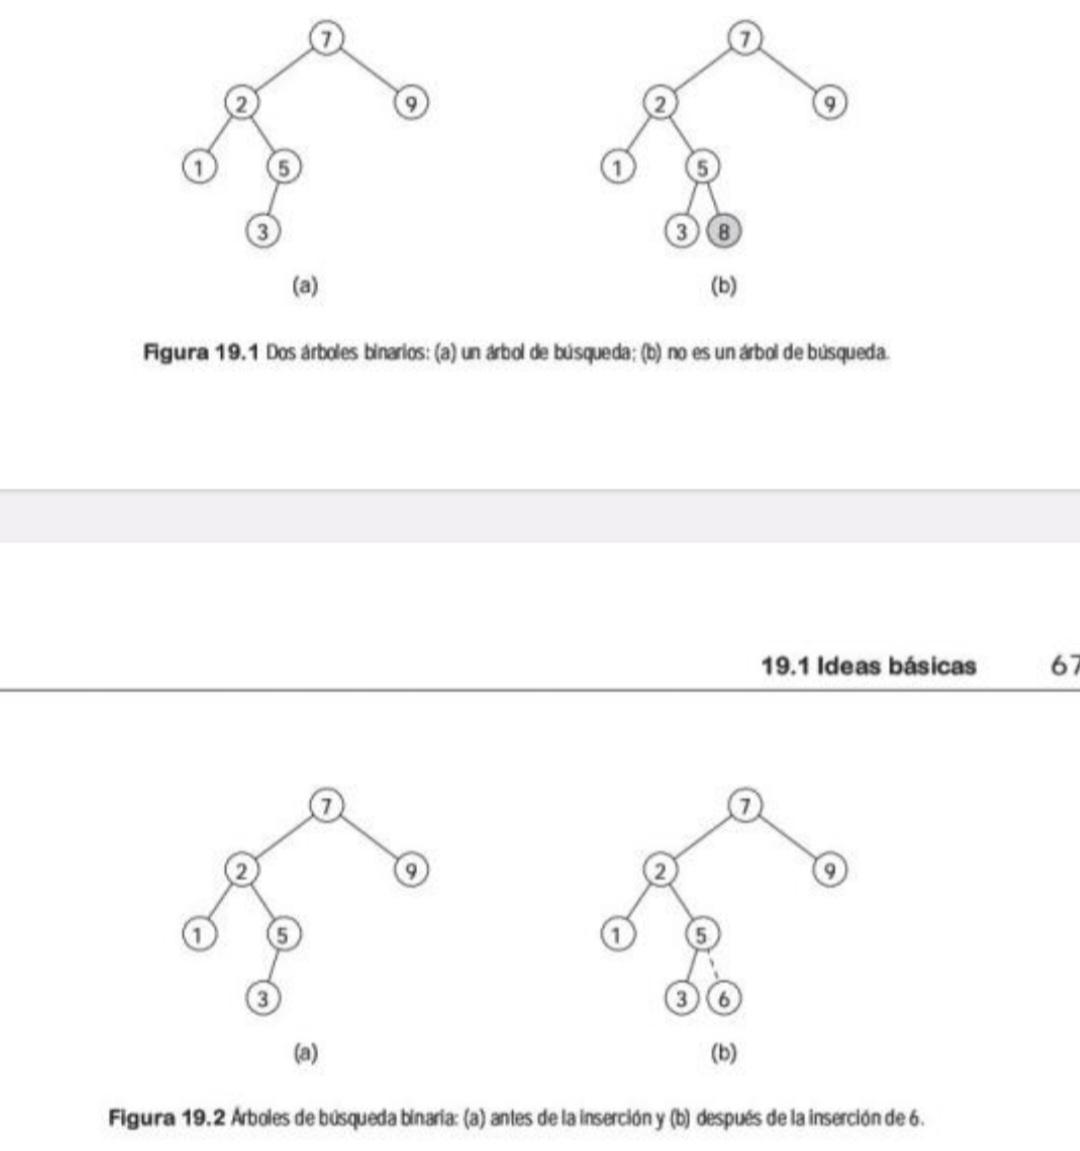 7 7
2 9 2 9
1 5 1 5
3 3 8
(a) (b)
Figura 19.1 Dos árboles binarios: (a) un árbol de búsqueda; (b) no es un árbol de búsqueda.
19.1 Ideas básicas 67
7 7
2 9 2 9
1 5 1 5
3 3 6
(a) (b)
Figura 19.2 Árboles de búsqueda binaria: (a) antes de la inserción y (b) después de la inserción de 6.